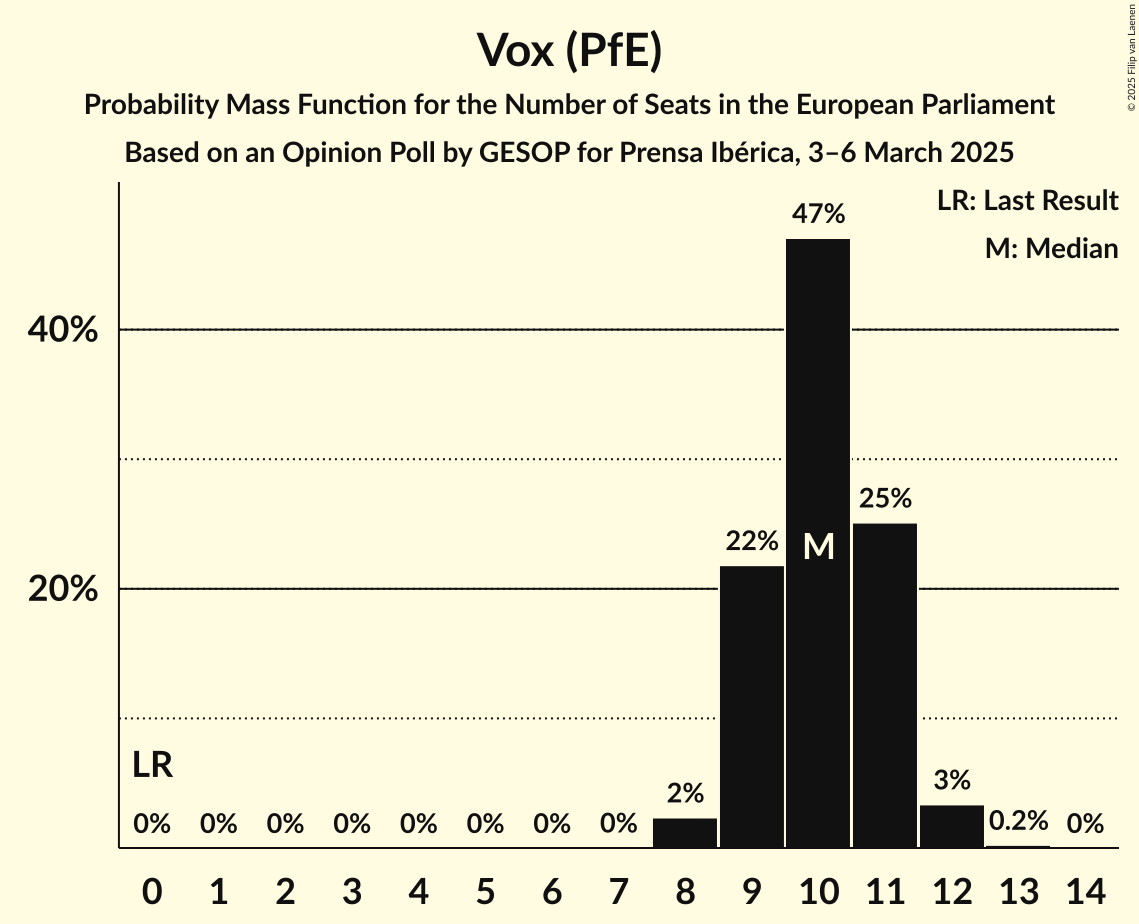 Vox (PfE)
Probability Mass Function for the Number of Seats in the European Parliament
Based on an Opinion Poll by GESOP for Prensa Ibérica, 3–6 March 2025
© 2025 Filip van Laenen
LR: Last Result
M: Median
40%
20%
47%
25%
22%
M
LR
0% 0% 0% 0% 0% 0% 0% 0% 2% 3% 0.2% 0%
0 1 2 3 4 5 6 7 8 9 10 11 12 13 14